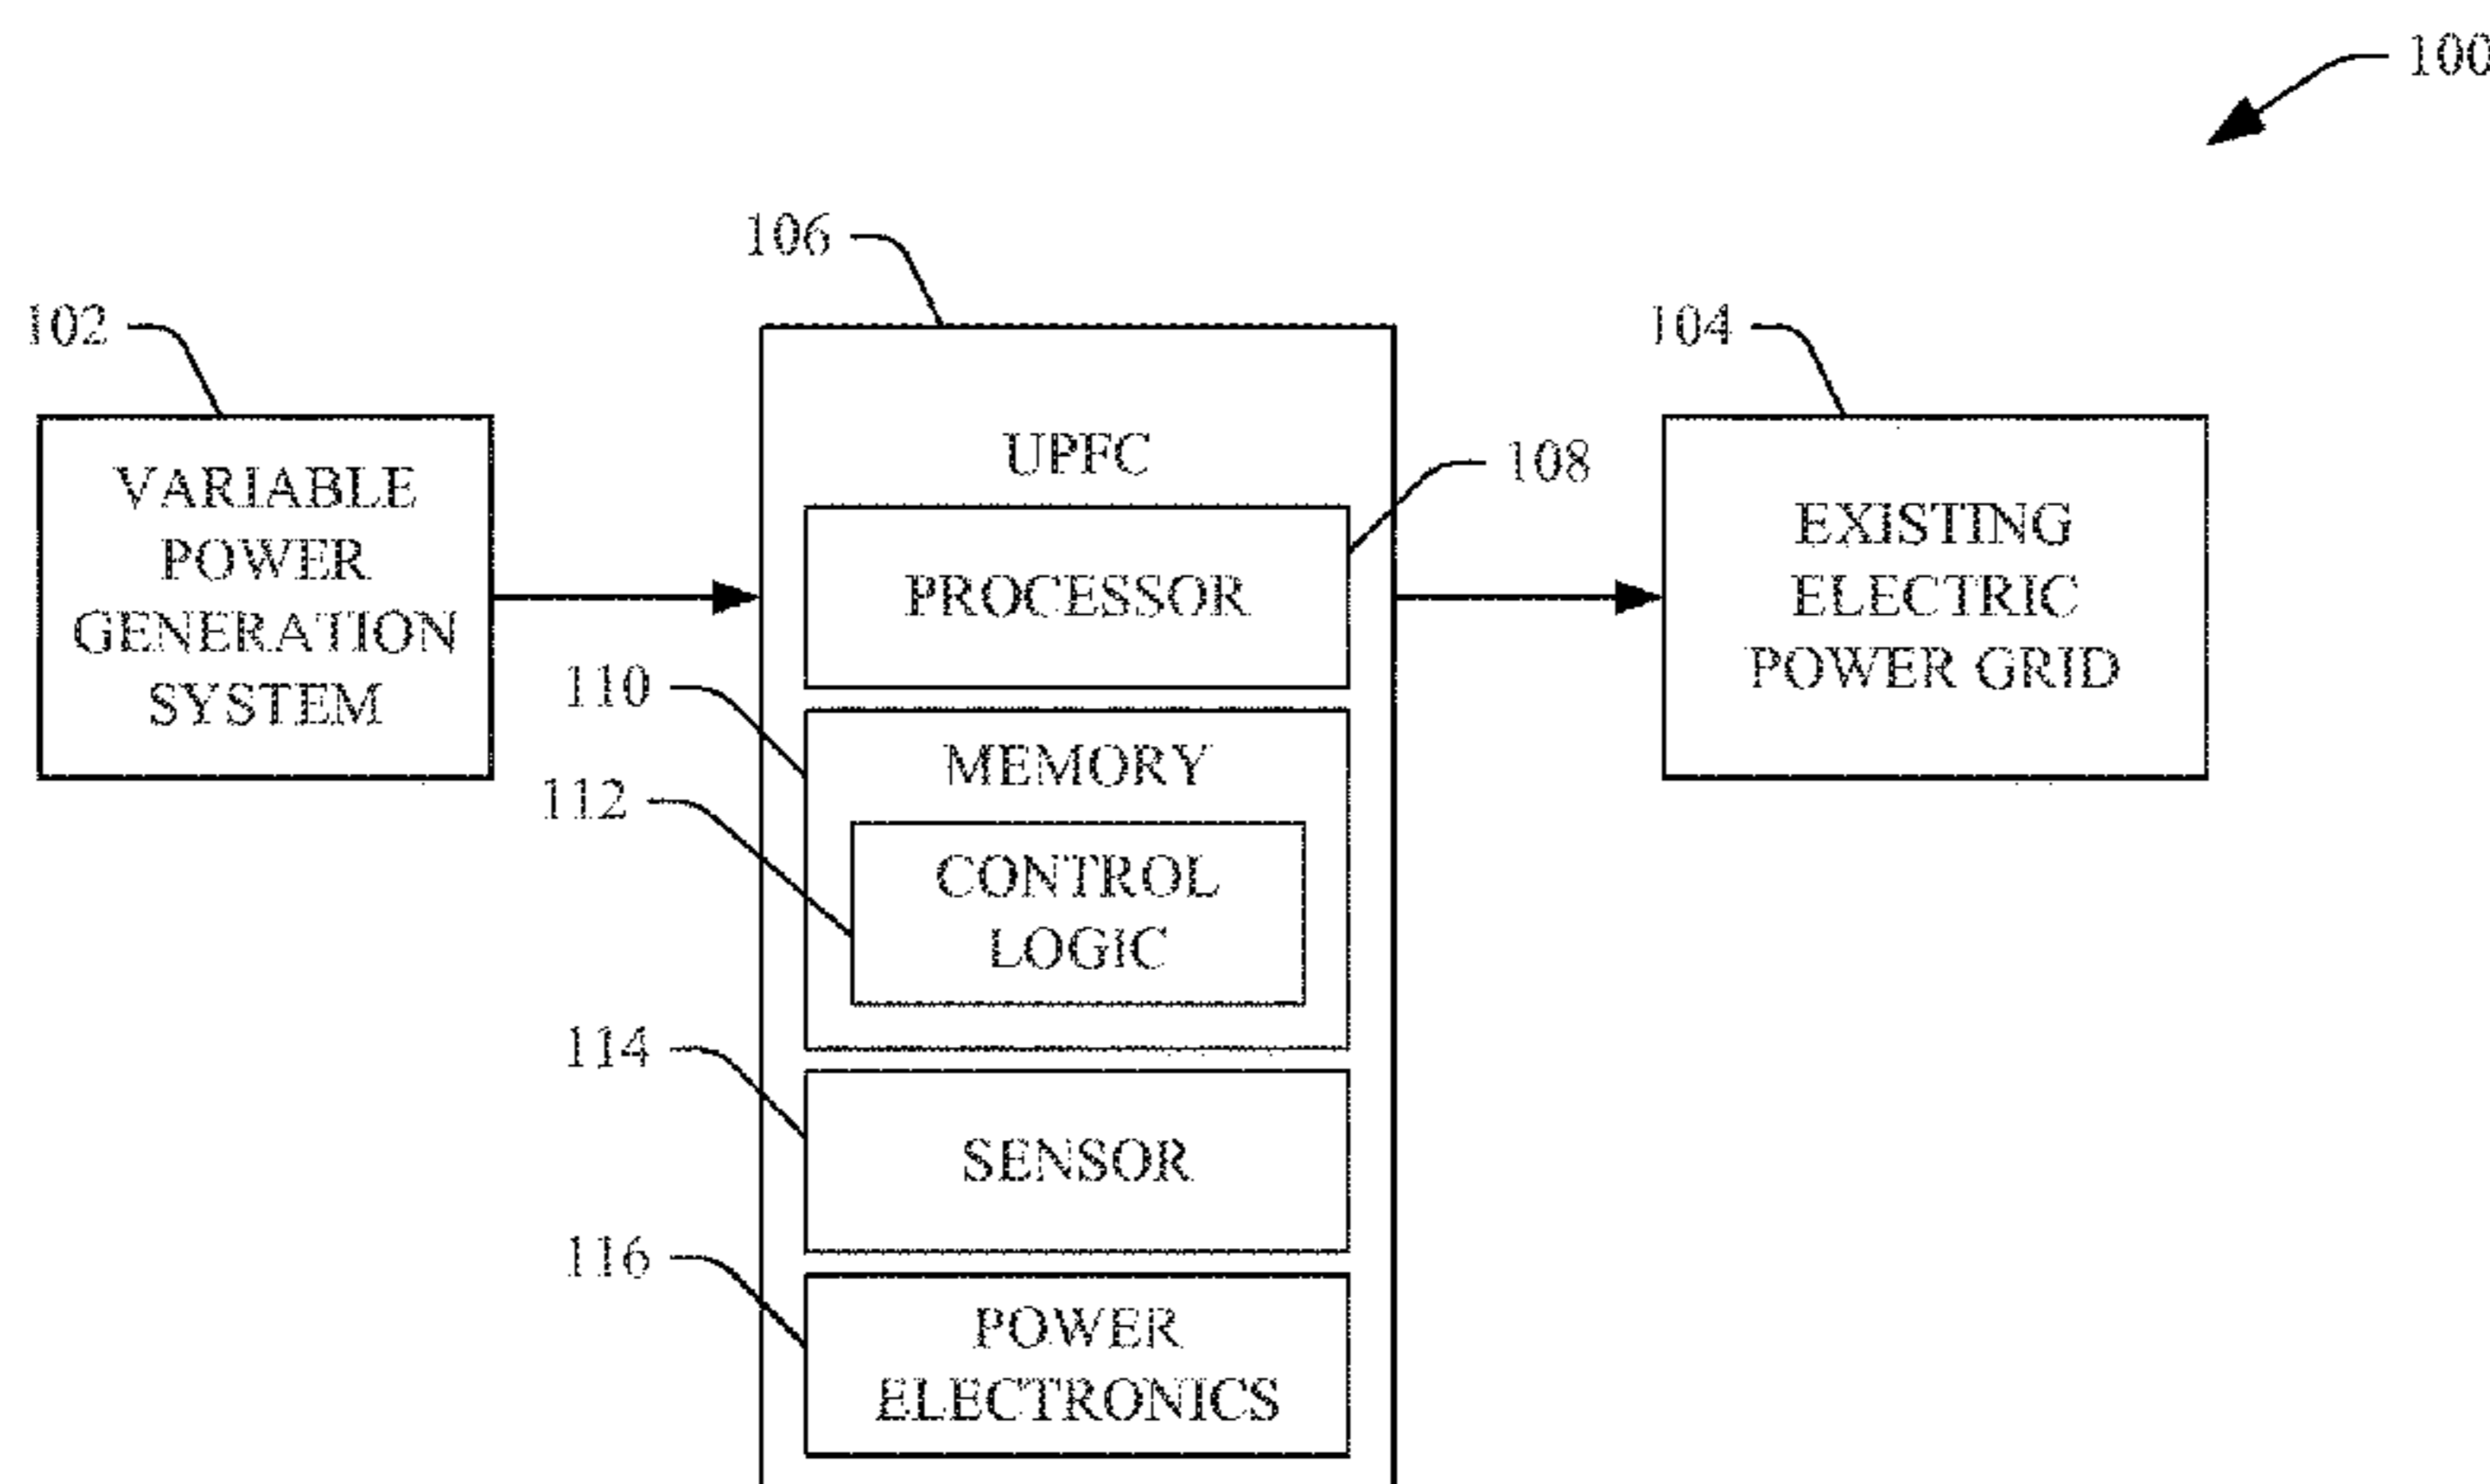 100
106
102
104
UPFC
108
VARIABLE
POWER
GENERATION
SYSTEM
PROCESSOR
EXISTING
ELECTRIC
POWER GRID
110
MEMORY
112
CONTROL
LOGIC
114
SENSOR
116
POWER
ELECTRONICS